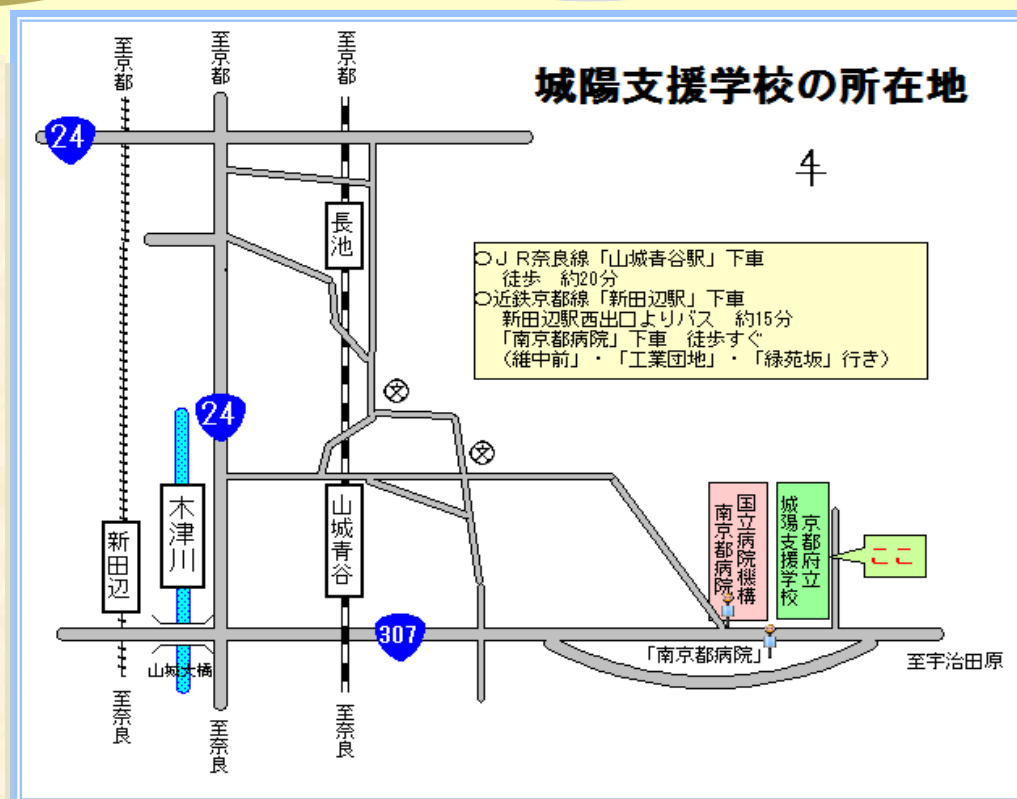 至京都
至京都
至京都
城陽支援学校の所在地
24
長池
○JR奈良線「山城青谷駅」下車
徒歩 約20分
○近鉄京都線「新田辺駅」下車
新田辺駅西出口よりバス 約15分
「南京都病院」下車 徒歩すぐ
(維中前」・「工業団地」・「緑苑坂」行き)
文
24
文
木津川
山城青谷
新田辺
国立病院機構
南京都病院
京都府立
城陽支援学校
ここ
307
「南京都病院」
至宇治田原
山城大橋
至奈良
至奈良
至奈良